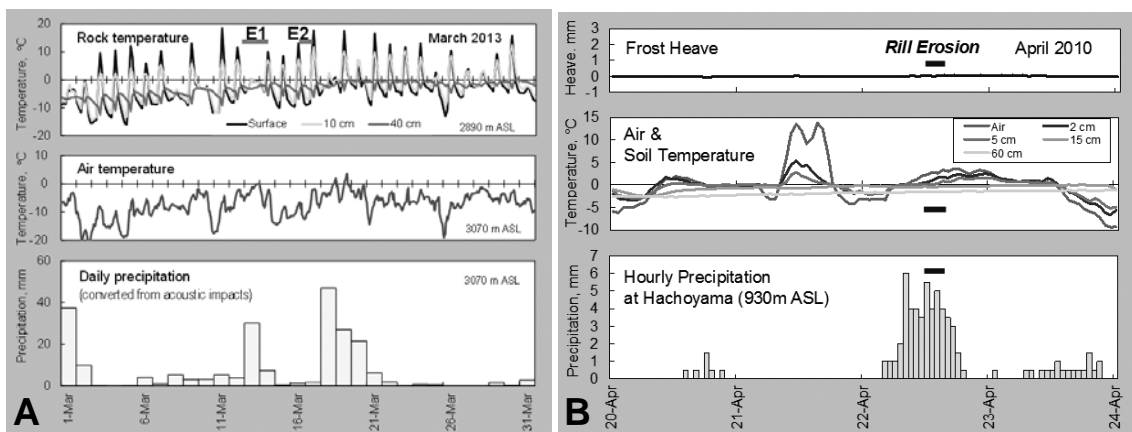 Rock temperature E1 E2 March 2013
Temperature, °C
20
10
0
-10
-20
Surface 10 cm 40 cm 2890 m ASL
Air temperature
Temperature, °C
10
0
-10
-20
3070 m ASL
Daily precipitation 3070 m ASL
(converted from acoustic impacts)
Precipitation, mm
60
40
20
0
1-Mar 6-Mar 11-Mar 16-Mar 21-Mar 26-Mar 31-Mar
A
Frost Heave Rill Erosion April 2010
Heave, mm
3
2
1
0
-1
Air &
Soil Temperature
Air 2 cm
5 cm 15 cm
60 cm
Temperature, °C
15
10
5
0
-5
-10
Hourly Precipitation
at Hachoyama (930m ASL)
Precipitation, mm
7
6
5
4
3
2
1
0
20-Apr 21-Apr 22-Apr 23-Apr 24-Apr
B